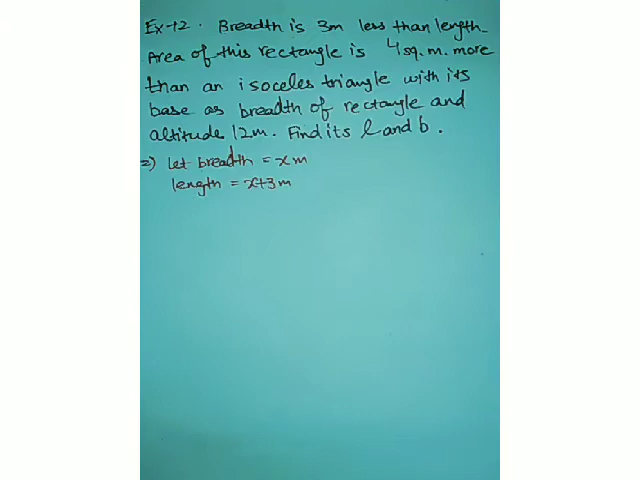 Ex-12. Breadth is 3m less than length.
Area of this rectangle is 4 sq.m. more
than an isoceles triangle with its
base as breadth of rectangle and
altitude 12m. Find its l and b.
2) Let breadth = x m
length = x+3 m